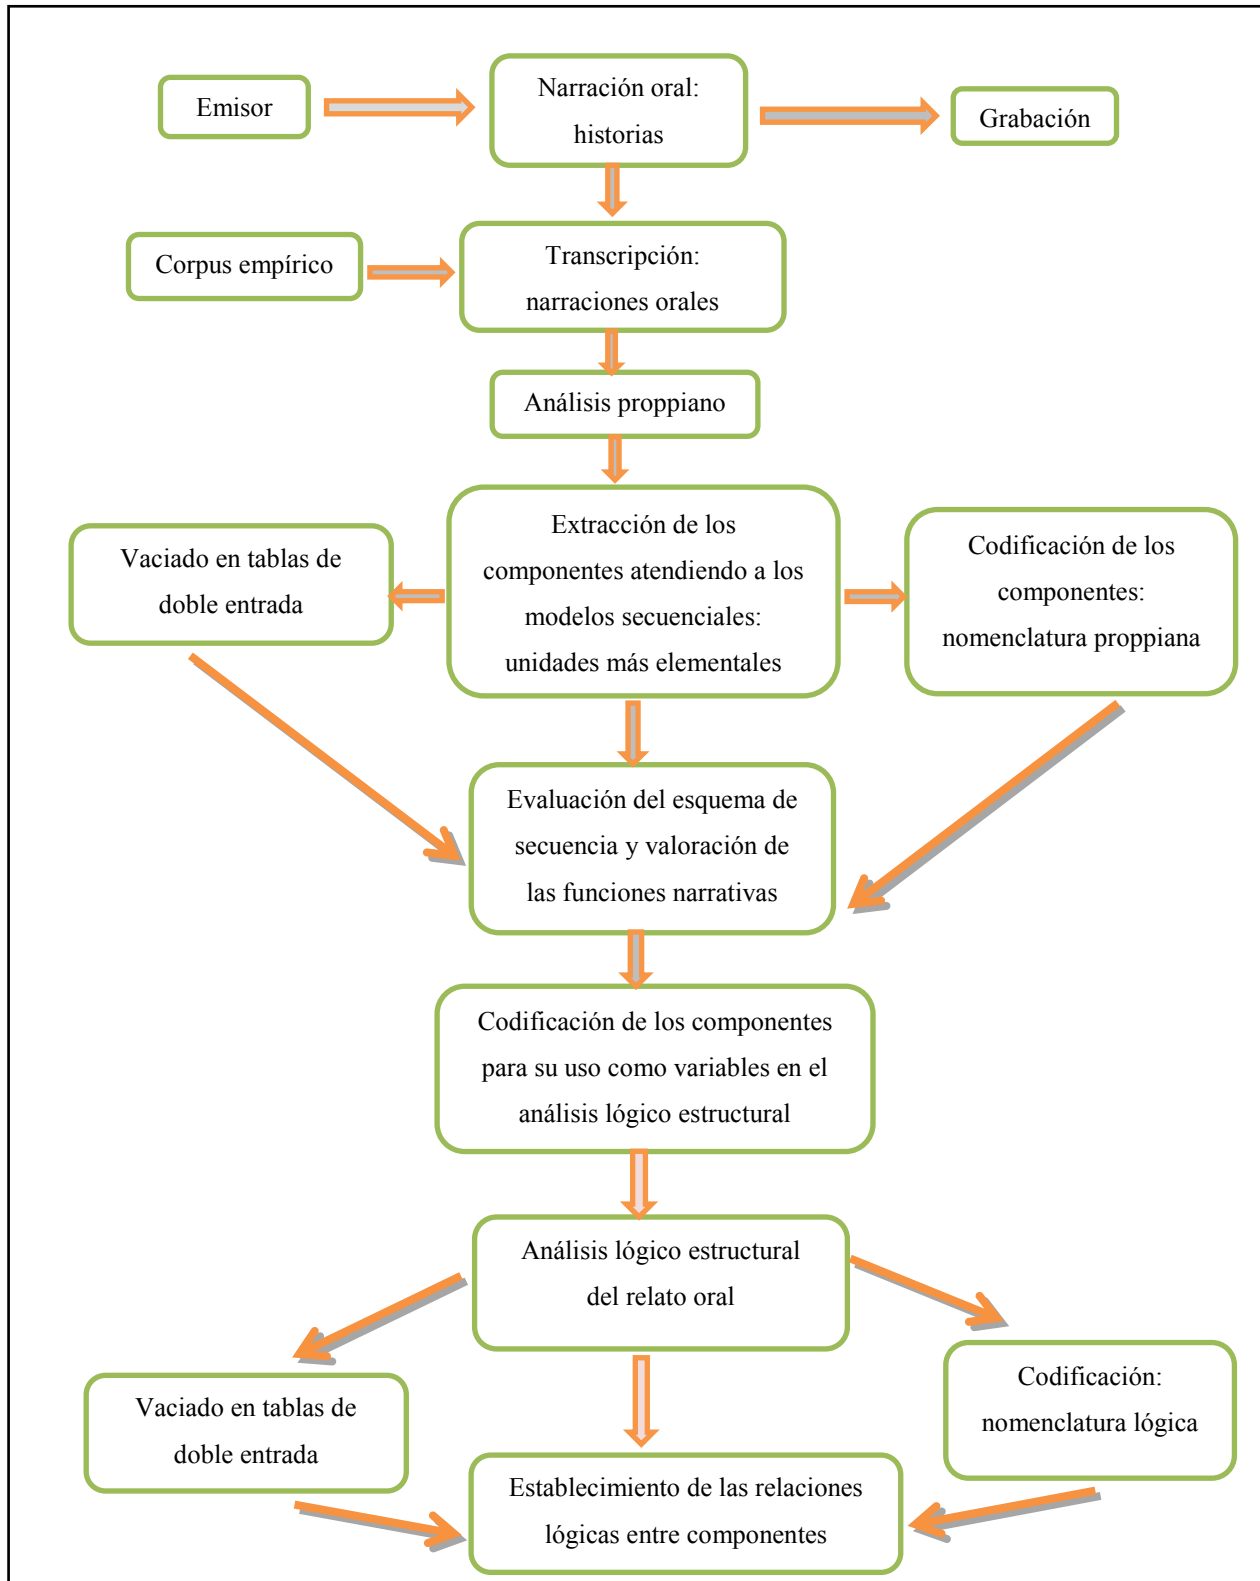 Emisor
Narración oral:
historias
Grabación
Corpus empírico
Transcripción:
narraciones orales
Análisis proppiano
Vaciado en tablas de
doble entrada
Extracción de los
componentes atendiendo a los
modelos secuenciales:
unidades más elementales
Codificación de los
componentes:
nomenclatura proppiana
Evaluación del esquema de
secuencia y valoración de
las funciones narrativas
Codificación de los componentes
para su uso como variables en el
análisis lógico estructural
Análisis lógico estructural
del relato oral
Vaciado en tablas de
doble entrada
Codificación:
nomenclatura lógica
Establecimiento de las relaciones
lógicas entre componentes